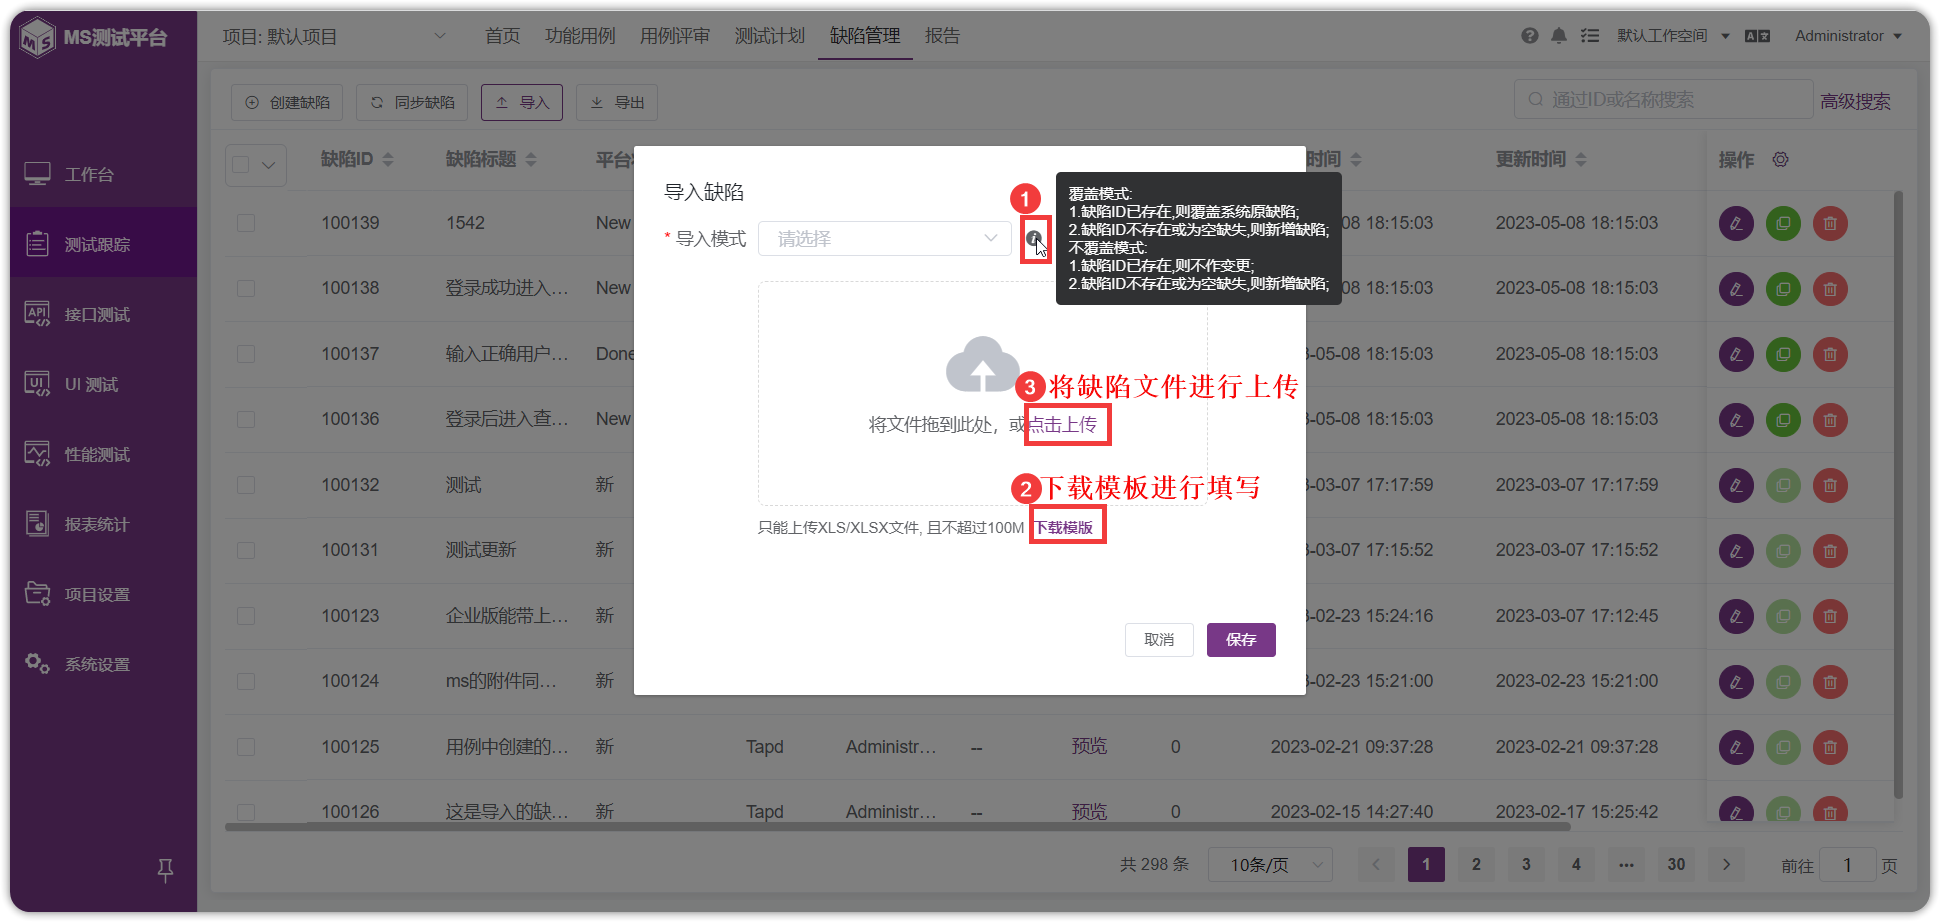 MS测试平台
项目: 默认项目
首页 功能用例 用例评审 测试计划 缺陷管理 报告
默认工作空间
Administrator
工作台
测试跟踪
接口测试
UI 测试
性能测试
报表统计
项目设置
系统设置
创建缺陷 同步缺陷 导入 导出
通过ID或名称搜索
高级搜索
缺陷ID 缺陷标题 平台 时间 更新时间 操作
100139 1542 New -08 18:15:03 2023-05-08 18:15:03
100138 登录成功进入… New 08 18:15:03 2023-05-08 18:15:03
100137 输入正确用户… Done -05-08 18:15:03 2023-05-08 18:15:03
100136 登录后进入查… New -05-08 18:15:03 2023-05-08 18:15:03
100132 测试 新 -03-07 17:17:59 2023-03-07 17:17:59
100131 测试更新 新 -03-07 17:15:52 2023-03-07 17:15:52
100123 企业版能带上… 新 -02-23 15:24:16 2023-03-07 17:12:45
100124 ms的附件同… 新 -02-23 15:21:00 2023-02-23 15:21:00
100125 用例中创建的… 新 Tapd Administr… -- 预览 0 2023-02-21 09:37:28 2023-02-21 09:37:28
100126 这是导入的缺… 新 Tapd Administr… -- 预览 0 2023-02-15 14:27:40 2023-02-17 15:25:42
导入缺陷
1
* 导入模式 请选择
覆盖模式:
1.缺陷ID已存在,则覆盖系统原缺陷;
2.缺陷ID不存在或为空缺失,则新增缺陷;
不覆盖模式:
1.缺陷ID已存在,则不作变更;
2.缺陷ID不存在或为空缺失,则新增缺陷;
3 将缺陷文件进行上传
将文件拖到此处，或点击上传
2 下载模板进行填写
只能上传XLS/XLSX文件, 且不超过100M 下载模版
取消 保存
共 298 条 10条/页 1 2 3 4 ••• 30 前往 1 页